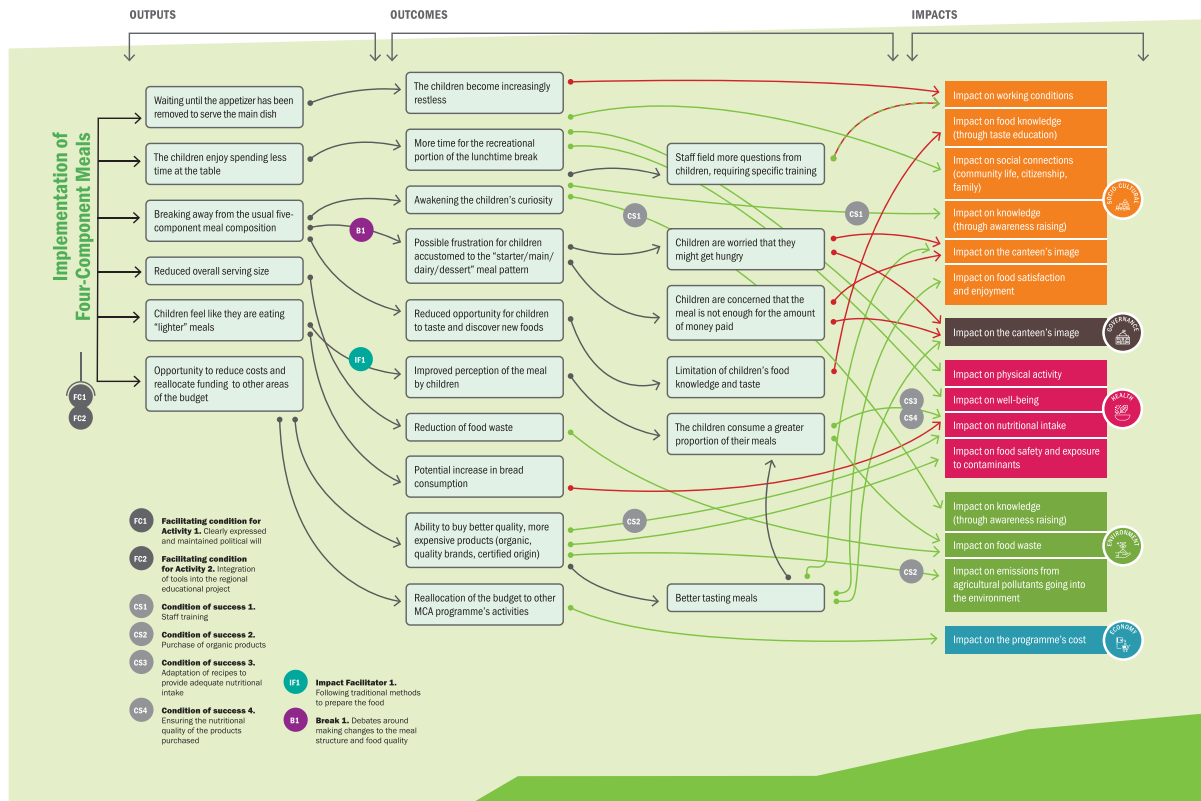 OUTPUTS
OUTCOMES
IMPACTS
Implementation of
Four-Component Meals
FC1
FC2
Waiting until the appetizer has been
removed to serve the main dish
The children enjoy spending less
time at the table
Breaking away from the usual five-
component meal composition
Reduced overall serving size
Children feel like they are eating
"lighter" meals
Opportunity to reduce costs and
reallocate funding to other areas
of the budget
B1
IF1
The children become increasingly
restless
More time for the recreational
portion of the lunchtime break
Awakening the children's curiosity
Possible frustration for children
accustomed to the "starter/main/
dairy/dessert" meal pattern
Reduced opportunity for children
to taste and discover new foods
Improved perception of the meal
by children
Reduction of food waste
Potential increase in bread
consumption
Ability to buy better quality, more
expensive products (organic,
quality brands, certified origin)
Reallocation of the budget to other
MCA programme's activities
CS1
CS2
Staff field more questions from
children, requiring specific training
Children are worried that they
might get hungry
Children are concerned that the
meal is not enough for the amount
of money paid
Limitation of children's food
knowledge and taste
The children consume a greater
proportion of their meals
Better tasting meals
CS1
CS3
CS4
CS2
Impact on working conditions
Impact on food knowledge
(through taste education)
Impact on social connections
(community life, citizenship,
family)
Impact on knowledge
(through awareness raising)
Impact on the canteen's image
Impact on food satisfaction
and enjoyment
SOCIO-CULTURAL
Impact on the canteen's image
GOVERNANCE
Impact on physical activity
Impact on well-being
Impact on nutritional intake
Impact on food safety and exposure
to contaminants
HEALTH
Impact on knowledge
(through awareness raising)
Impact on food waste
Impact on emissions from
agricultural pollutants going into
the environment
ENVIRONMENT
Impact on the programme's cost
ECONOMY
FC1
Facilitating condition for
Activity 1. Clearly expressed
and maintained political will
FC2
Facilitating condition
for Activity 2. Integration
of tools into the regional
educational project
CS1
Condition of success 1.
Staff training
CS2
Condition of success 2.
Purchase of organic products
CS3
Condition of success 3.
Adaptation of recipes to
provide adequate nutritional
intake
CS4
Condition of success 4.
Ensuring the nutritional
quality of the products
purchased
IF1
Impact Facilitator 1.
Following traditional methods
to prepare the food
B1
Break 1. Debates around
making changes to the meal
structure and food quality